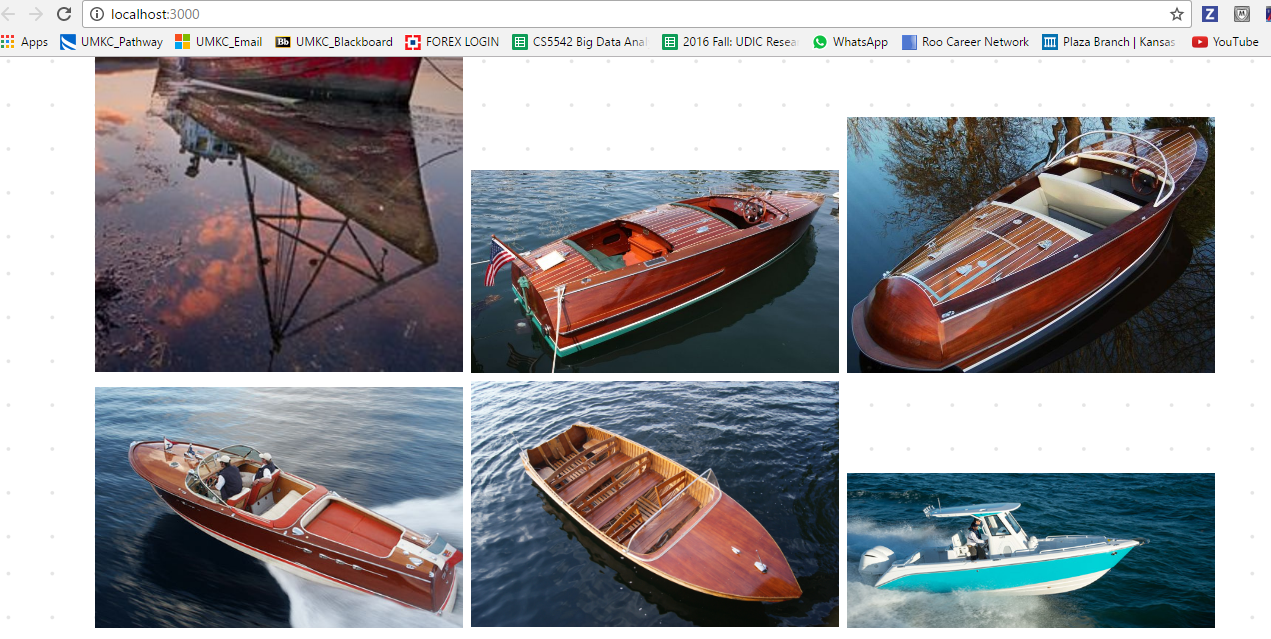 localhost:3000
Apps UMKC_Pathway UMKC_Email Bb UMKC_Blackboard FOREX LOGIN CS5542 Big Data Anal 2016 Fall: UDIC Resea WhatsApp Roo Career Network Plaza Branch | Kansas YouTube